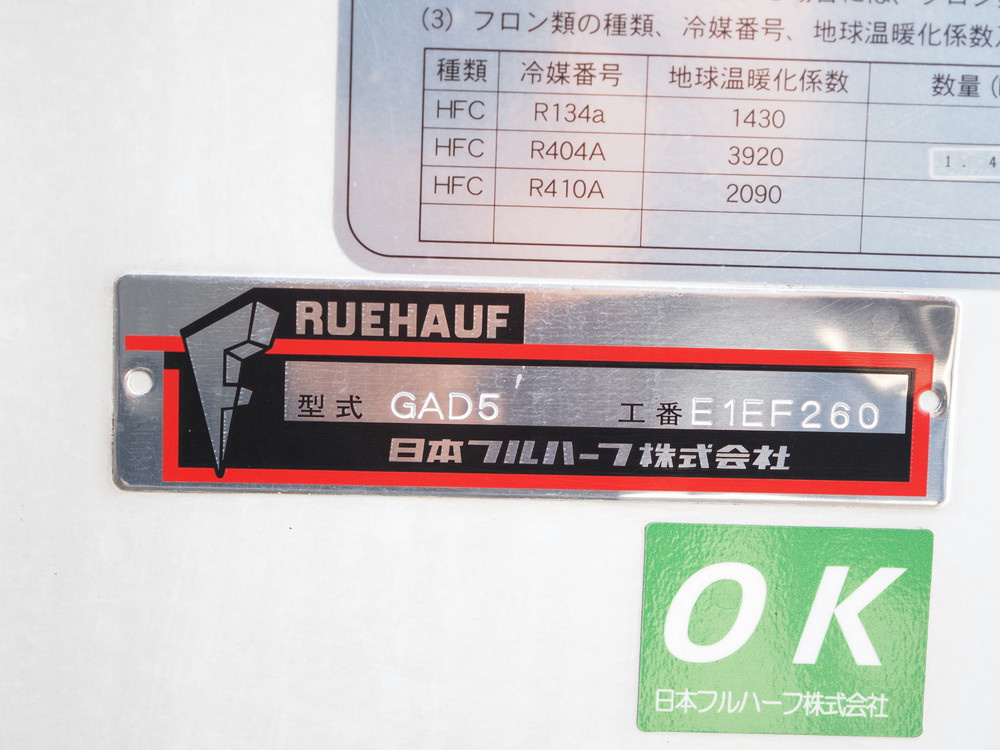 (3) フロン類の種類、冷媒番号、地球温暖化係数
種類 冷媒番号 地球温暖化係数 数量
HFC R134a 1430
HFC R404A 3920 1. 4
HFC R410A 2090
FRUEHAUF
型式 GAD5 工番 E1EF260
日本フルハーフ株式会社
OK
日本フルハーフ株式会社